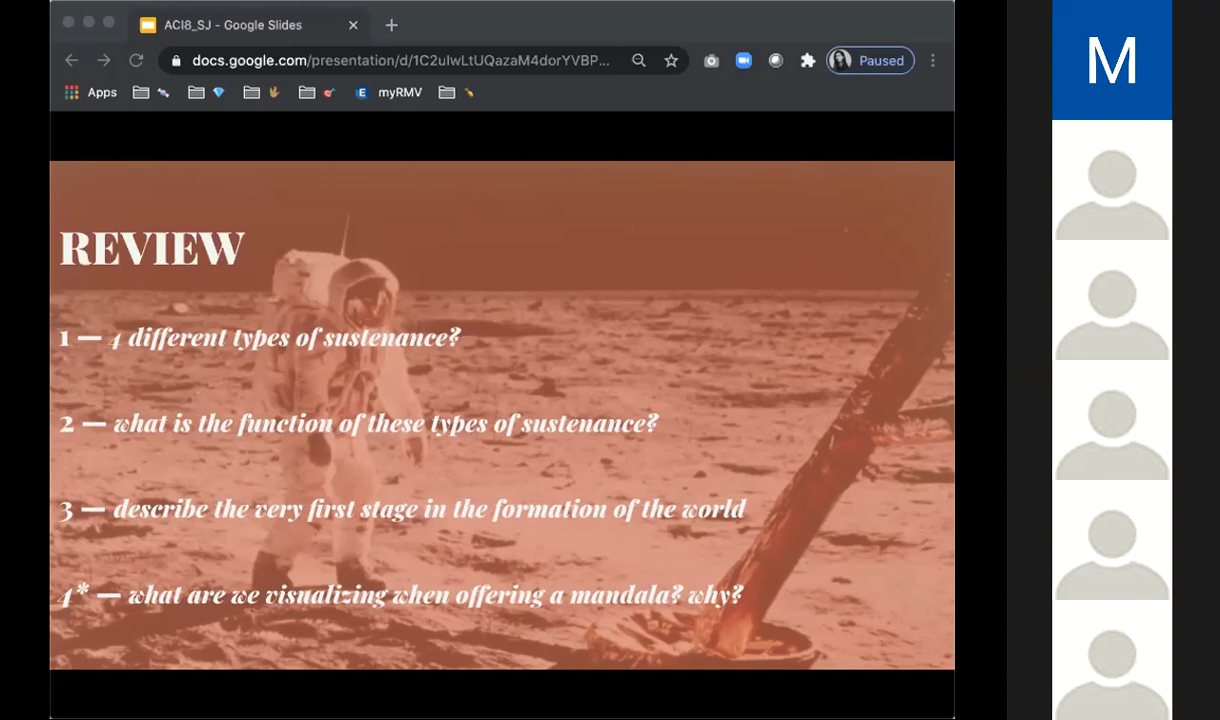 ACI8_SJ - Google Slides
docs.google.com/presentation/d/1C2ulwLtUQazaM4dorYVBP...
Paused
Apps
E
myRMV
M
REVIEW
1 — 4 different types of sustenance?
2 — what is the function of these types of sustenance?
3 — describe the very first stage in the formation of the world
4* — what are we visualizing when offering a mandala? why?